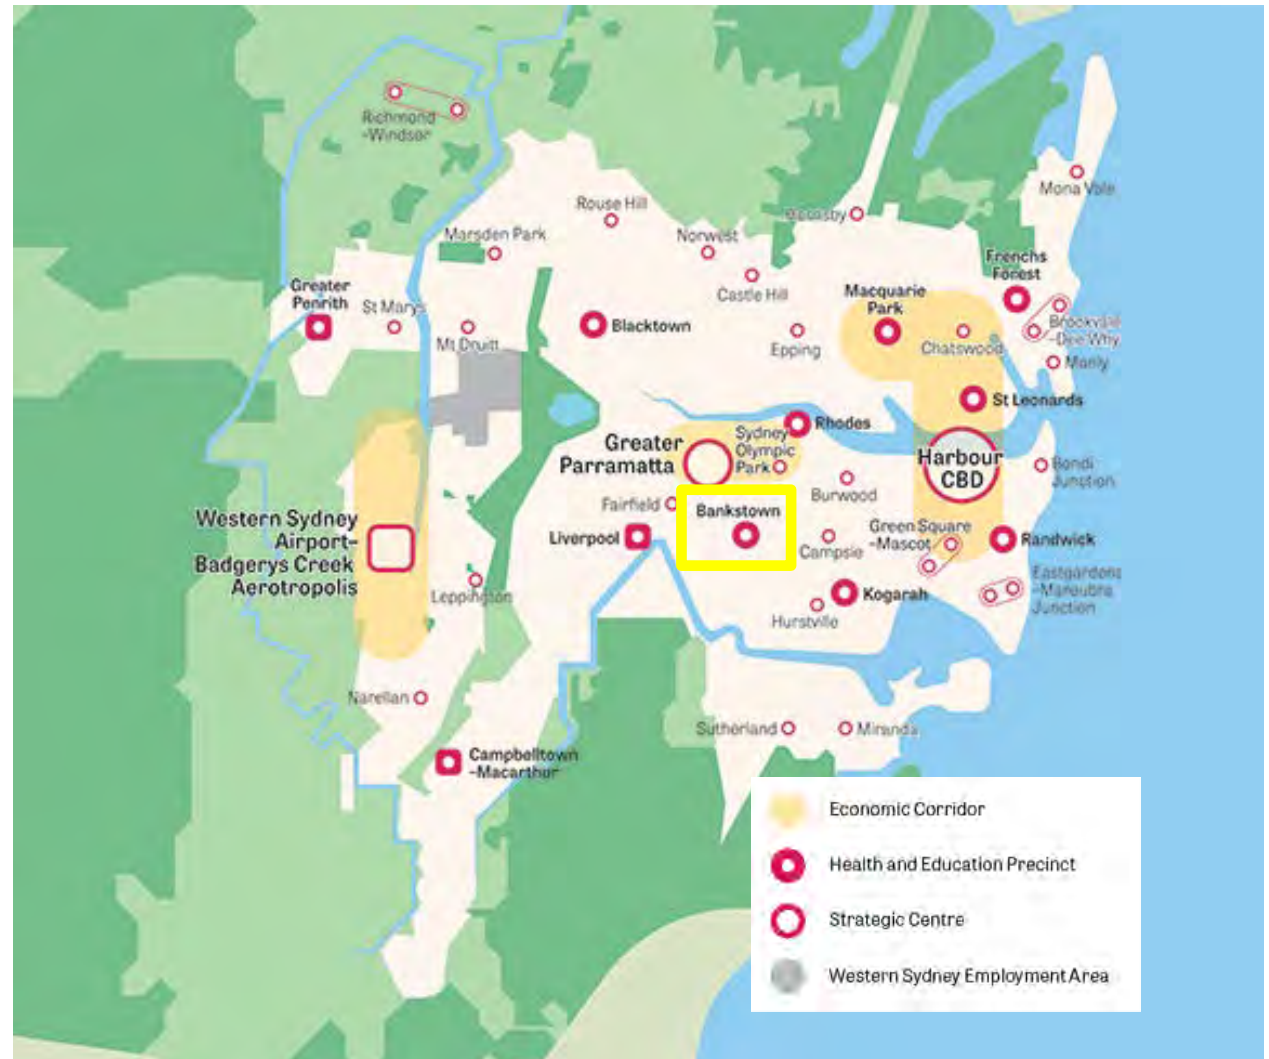 Richmond
-Windsor
Mona Vale
Rouse Hill
Marsden Park
Norwest
Castle Hill
Frenchs
Forest
Greater
Penrith
St Marys
Mt Druitt
Blacktown
Macquarie
Park
Epping
Chatswood
Brookvale
-Dee Why
Manly
St Leonards
Rhodes
Greater
Parramatta
Sydney
Olympic
Park
Harbour
CBD
Bondi
Junction
Burwood
Fairfield
Bankstown
Liverpool
Campsie
Green Square
-Mascot
Randwick
Western Sydney
Airport–
Badgerys Creek
Aerotropolis
Leppington
Kogarah
Hurstville
Eastgardens
-Maroubra
Junction
Narellan
Sutherland
Miranda
Campbelltown
-Macarthur
Economic Corridor
Health and Education Precinct
Strategic Centre
Western Sydney Employment Area